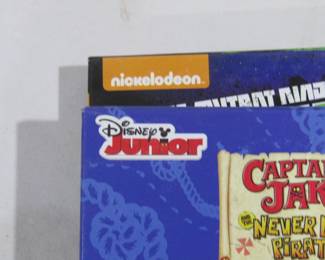 nickelodeon
Disney
Junior
CAPTAI
JAK
NEVER
PIRAT